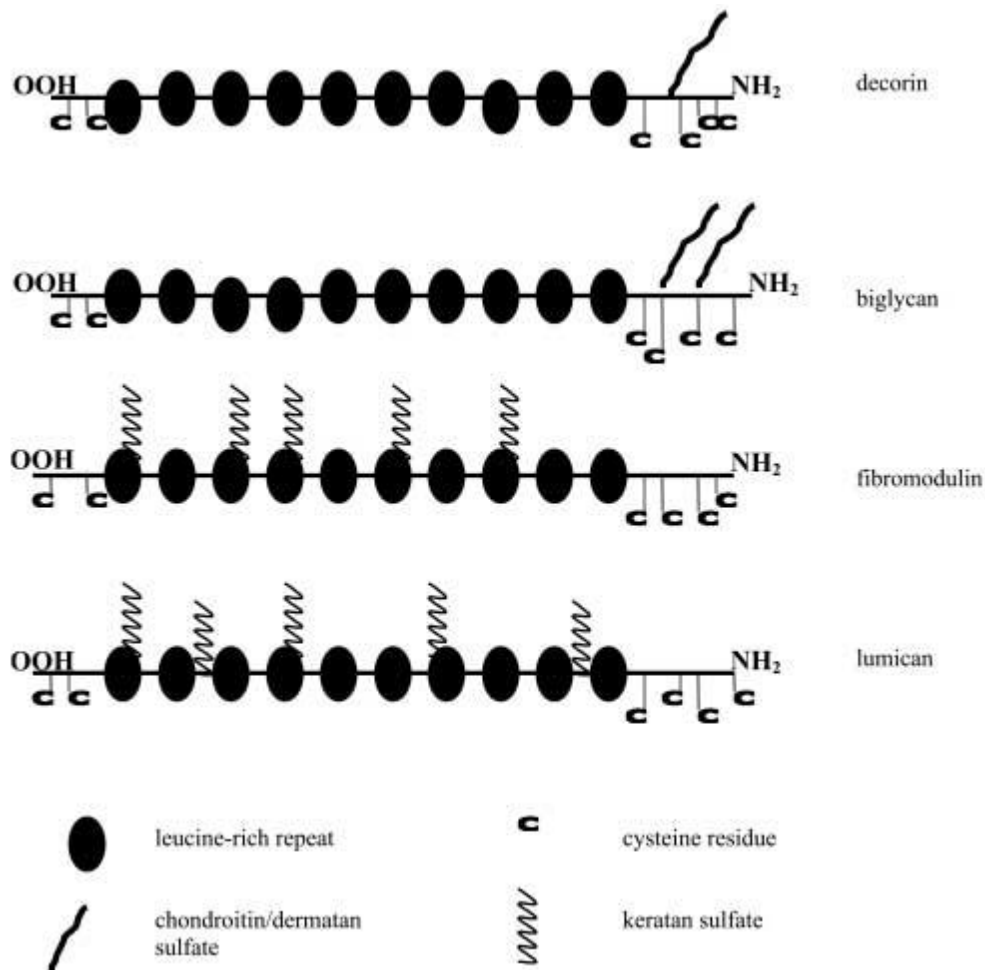 OOH NH₂ decorin
c c c c c c
OOH NH₂ biglycan
c c c c c c
OOH NH₂ fibromodulin
c c c c c c
OOH NH₂ lumican
c c c c c c
leucine-rich repeat
c cysteine residue
chondroitin/dermatan
sulfate
keratan sulfate